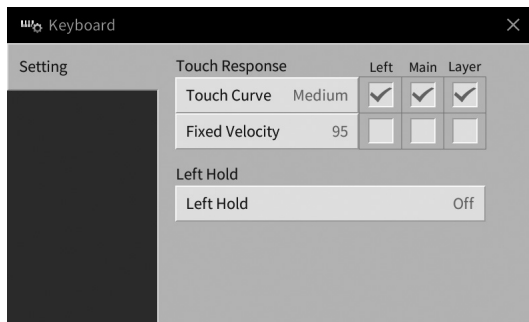 Keyboard
Setting
Touch Response Left Main Layer
Touch Curve Medium
Fixed Velocity 95
Left Hold
Left Hold Off